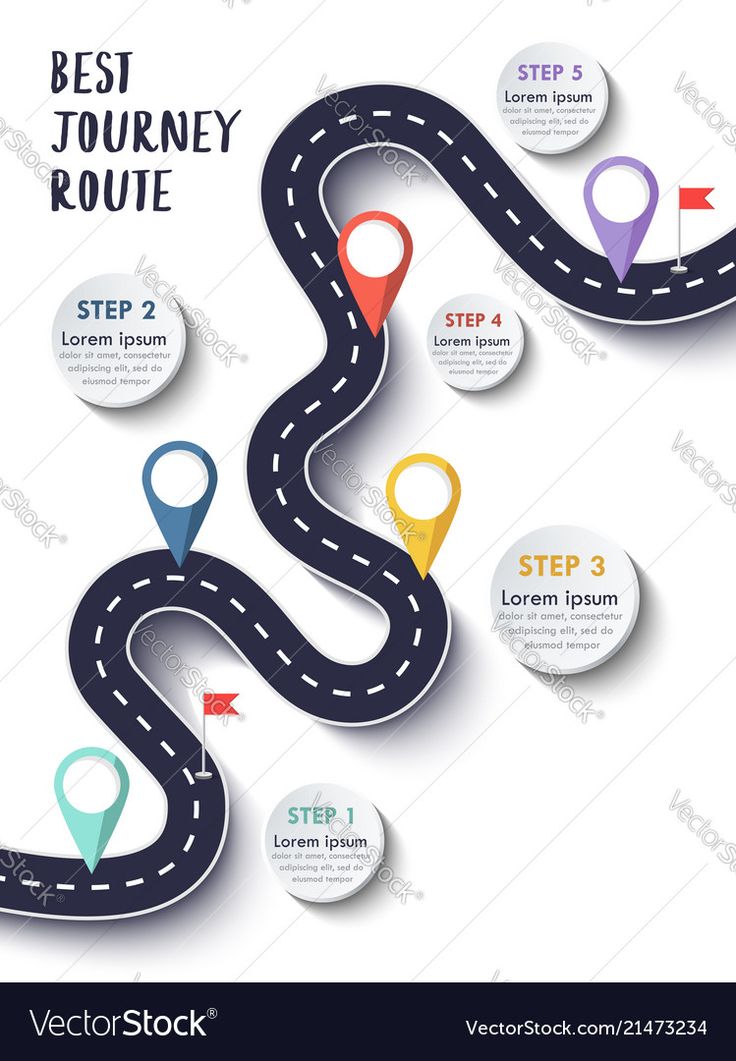 BEST
JOURNEY
ROUTE
STEP 5
Lorem ipsum
dolor sit amet, consectetur
adipiscing elit, sed do
eiusmod tempor
STEP 2
Lorem ipsum
dolor sit amet, consectetur
adipiscing elit, sed do
eiusmod tempor
STEP 4
Lorem ipsum
dolor sit amet, consectetur
adipiscing elit, sed do
eiusmod tempor
STEP 3
Lorem ipsum
dolor sit amet, consectetur
adipiscing elit, sed do
eiusmod tempor
STEP 1
Lorem ipsum
dolor sit amet, consectetur
adipiscing elit, sed do
eiusmod tempor
VectorStock®
VectorStock.com/21473234